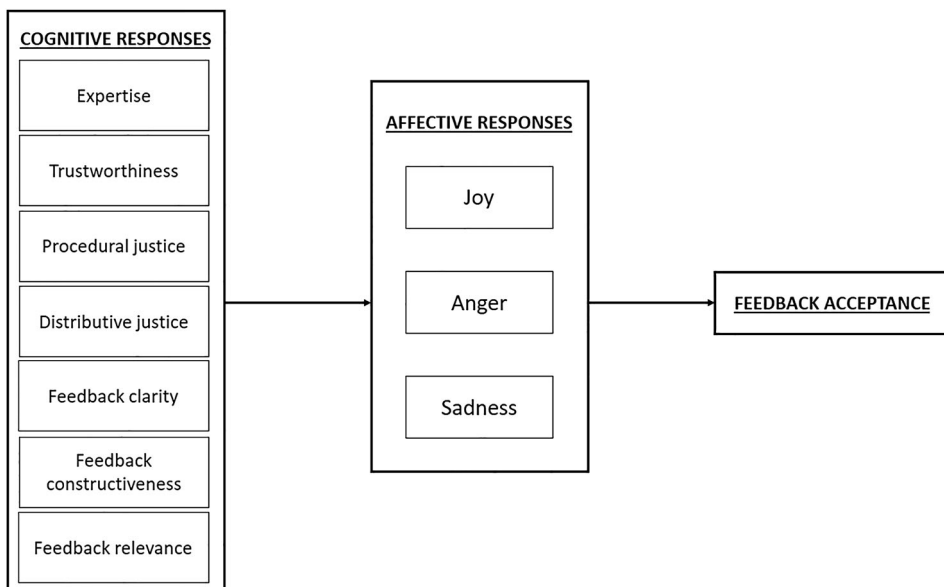 COGNITIVE RESPONSES
Expertise
Trustworthiness
Procedural justice
Distributive justice
Feedback clarity
Feedback
constructiveness
Feedback relevance
AFFECTIVE RESPONSES
Joy
Anger
Sadness
FEEDBACK ACCEPTANCE